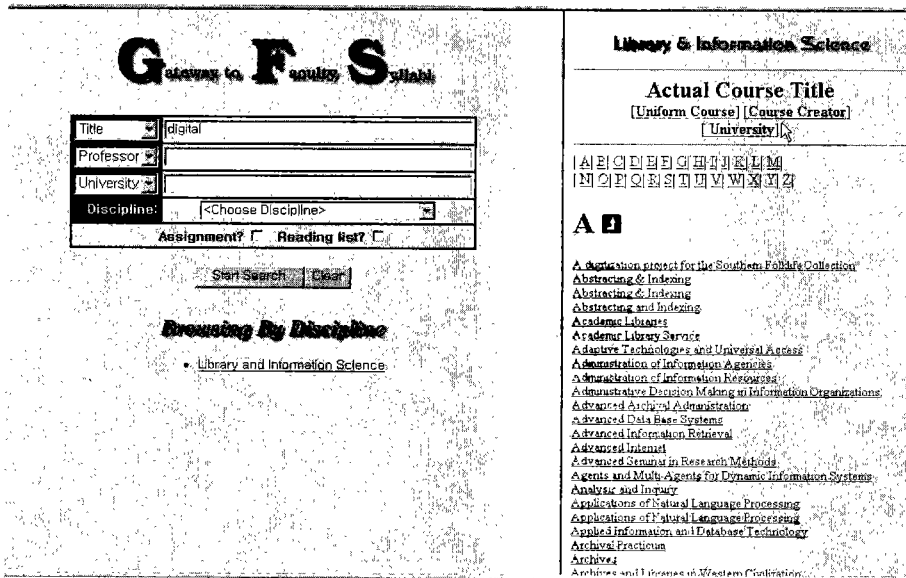 Gateway to Faculty Syllabi
Title digital
Professor
University
Discipline: <Choose Discipline>
Assignment? Reading list?
Start Search Clear
Browsing By Discipline
• Library and Information Science
Library & Information Science
Actual Course Title
[Uniform Course] [Course Creator]
[University]
| A | B | C | D | E | F | G | H | I | J | K | L | M
| N | O | P | Q | R | S | T | U | V | W | X | Y | Z
A
A digitization project for the Southern Folklife Collection
Abstracting & Indexing
Abstracting & Indexing
Abstracting and Indexing
Academic Libraries
Academic Library Service
Adaptive Technologies and Universal Access
Administration of Information Agencies
Administration of Information Resources
Administrative Decision Making in Information Organizations
Advanced Archival Administration
Advanced Data Base Systems
Advanced Information Retrieval
Advanced Internet
Advanced Seminar in Research Methods
Agents and Multi-Agents for Dynamic Information Systems
Analysis and Inquiry
Applications of Natural Language Processing
Applications of Natural Language Processing
Applied Information and Database Technology
Archival Practicum
Archives
Archives and Libraries in Western Civilization